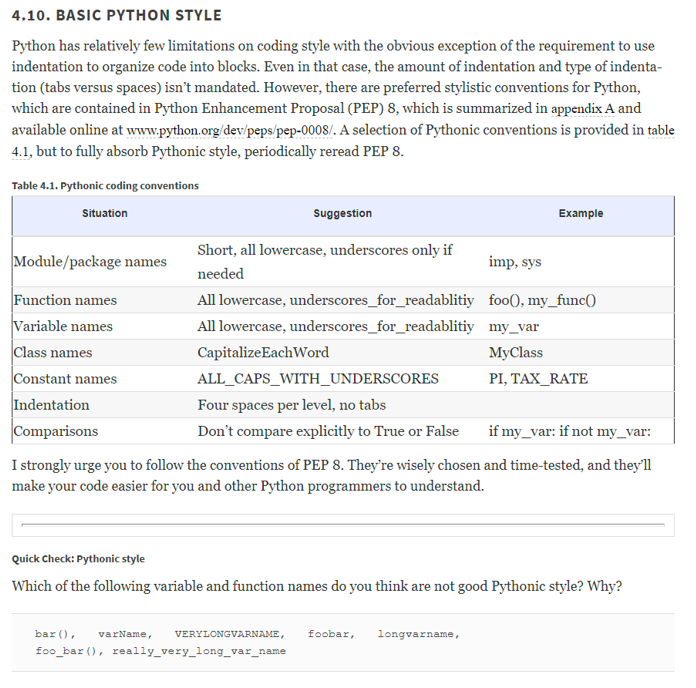 4.10. BASIC PYTHON STYLE
Python has relatively few limitations on coding style with the obvious exception of the requirement to use
indentation to organize code into blocks. Even in that case, the amount of indentation and type of indenta-
tion (tabs versus spaces) isn’t mandated. However, there are preferred stylistic conventions for Python,
which are contained in Python Enhancement Proposal (PEP) 8, which is summarized in appendix A and
available online at www.python.org/dev/peps/pep-0008/. A selection of Pythonic conventions is provided in table
4.1, but to fully absorb Pythonic style, periodically reread PEP 8.
Table 4.1. Pythonic coding conventions
Situation Suggestion Example
Module/package names Short, all lowercase, underscores only if needed imp, sys
Function names All lowercase, underscores_for_readablitiy foo(), my_func()
Variable names All lowercase, underscores_for_readablitiy my_var
Class names CapitalizeEachWord MyClass
Constant names ALL_CAPS_WITH_UNDERSCORES PI, TAX_RATE
Indentation Four spaces per level, no tabs
Comparisons Don’t compare explicitly to True or False if my_var: if not my_var:
I strongly urge you to follow the conventions of PEP 8. They’re wisely chosen and time-tested, and they’ll
make your code easier for you and other Python programmers to understand.
Quick Check: Pythonic style
Which of the following variable and function names do you think are not good Pythonic style? Why?
bar(), varName, VERYLONGVARNAME, foobar, longvarname,
foo_bar(), really_very_long_var_name